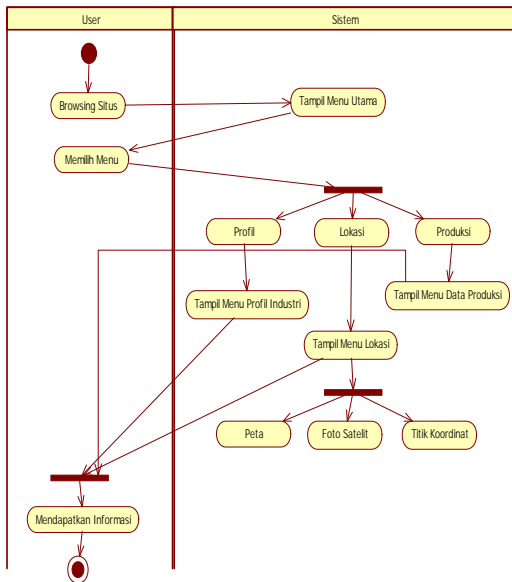 User
Sistem
Browsing Situs
Tampil Menu Utama
Memilih Menu
Profil
Lokasi
Produksi
Tampil Menu Profil Industri
Tampil Menu Data Produksi
Tampil Menu Lokasi
Peta
Foto Satelit
Titik Koordinat
Mendapatkan Informasi